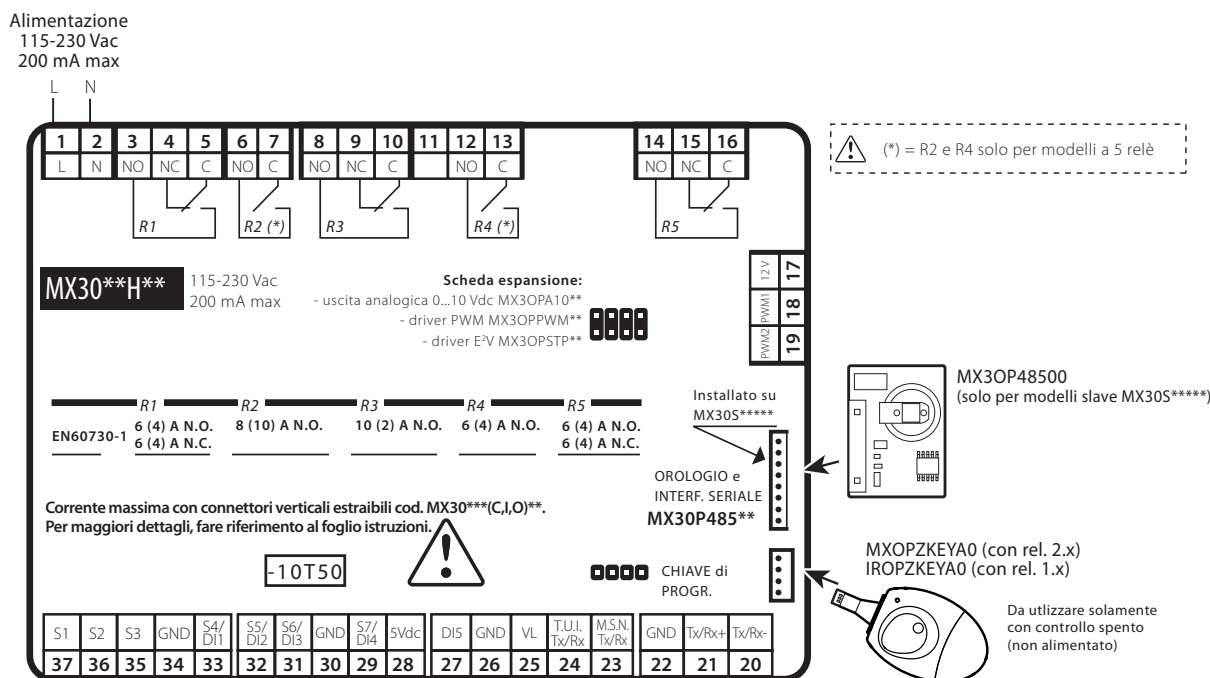 Alimentazione
115-230 Vac
200 mA max
L N
1 2 3 4 5 6 7 8 9 10 11 12 13 14 15 16
L N NO NC C NO C NO NC C NO C NO NC C
R1 R2 (*) R3 R4 (*) R5
(*) = R2 e R4 solo per modelli a 5 relè
MX30**H**
115-230 Vac
200 mA max
Scheda espansione:
- uscita analogica 0...10 Vdc MX3OPA10**
- driver PWM MX3OPPWM**
- driver E²V MX3OPSTP**
12 V 17
PWM1 18
PWM2 19
R1 R2 R3 R4 R5
EN60730-1
6 (4) A N.O. 8 (10) A N.O. 10 (2) A N.O. 6 (4) A N.O. 6 (4) A N.O.
6 (4) A N.C. 6 (4) A N.C.
Installato su
MX30S*****
MX3OP48500
(solo per modelli slave MX30S*****)
OROLOGIO e
INTERF. SERIALE
MX30P485**
Corrente massima con connettori verticali estraibili cod. MX30***(C,I,O)**.
Per maggiori dettagli, fare riferimento al foglio istruzioni.
-10T50
CHIAVE di
PROGR.
MXOPZKEYA0 (con rel. 2.x)
IROPZKEYA0 (con rel. 1.x)
Da utlizzare solamente
con controllo spento
(non alimentato)
S1 S2 S3 GND S4/DI1 S5/DI2 S6/DI3 GND S7/DI4 5Vdc DI5 GND VL T.U.I. Tx/Rx M.S.N. Tx/Rx GND Tx/Rx+ Tx/Rx-
37 36 35 34 33 32 31 30 29 28 27 26 25 24 23 22 21 20